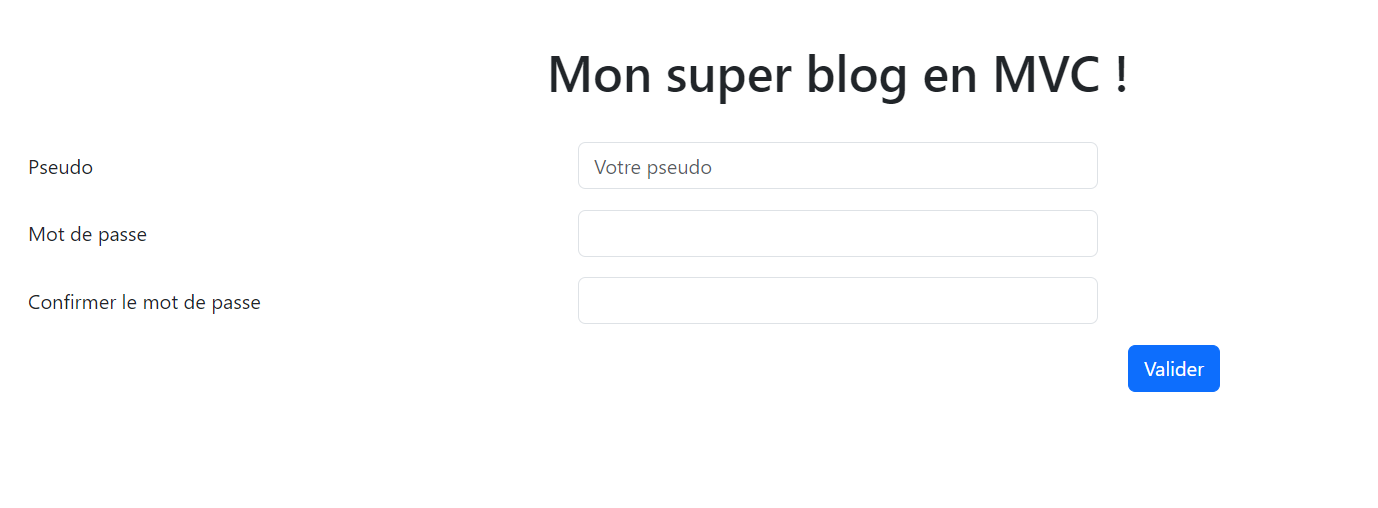 Mon super blog en MVC !
Pseudo
Votre pseudo
Mot de passe
Confirmer le mot de passe
Valider